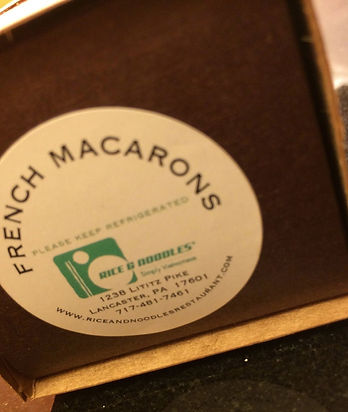 FRENCH MACARONS
PLEASE KEEP REFRIGERATED
RICE & NOODLES
Simply Vietnamese
1238 LITITZ PIKE
LANCASTER, PA 17601
717-481-7461
WWW.RICEANDNOODLESRESTAURANT.COM